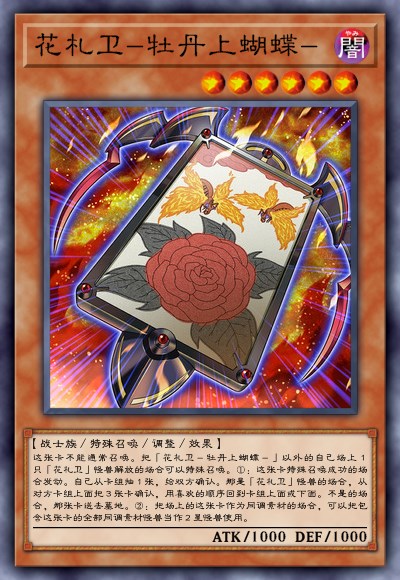 花札卫-牡丹上蝴蝶-
やみ
闇
【战士族/特殊召唤/调整/效果】
这张卡不能通常召唤。把「花札卫-牡丹上蝴蝶-」以外的自己场上1
只「花札卫」怪兽解放的场合可以特殊召唤。①：这张卡特殊召唤成功的场
合发动。自己从卡组抽1张，给双方确认。那是「花札卫」怪兽的场合，从
对方卡组上面把3张卡确认，用喜欢的顺序回到卡组上面或下面。不是的场
合，那张卡送去墓地。②：把场上的这张卡作为同调素材的场合，可以把包
含这张卡的全部同调素材怪兽当作2星怪兽使用。
ATK/1000 DEF/1000